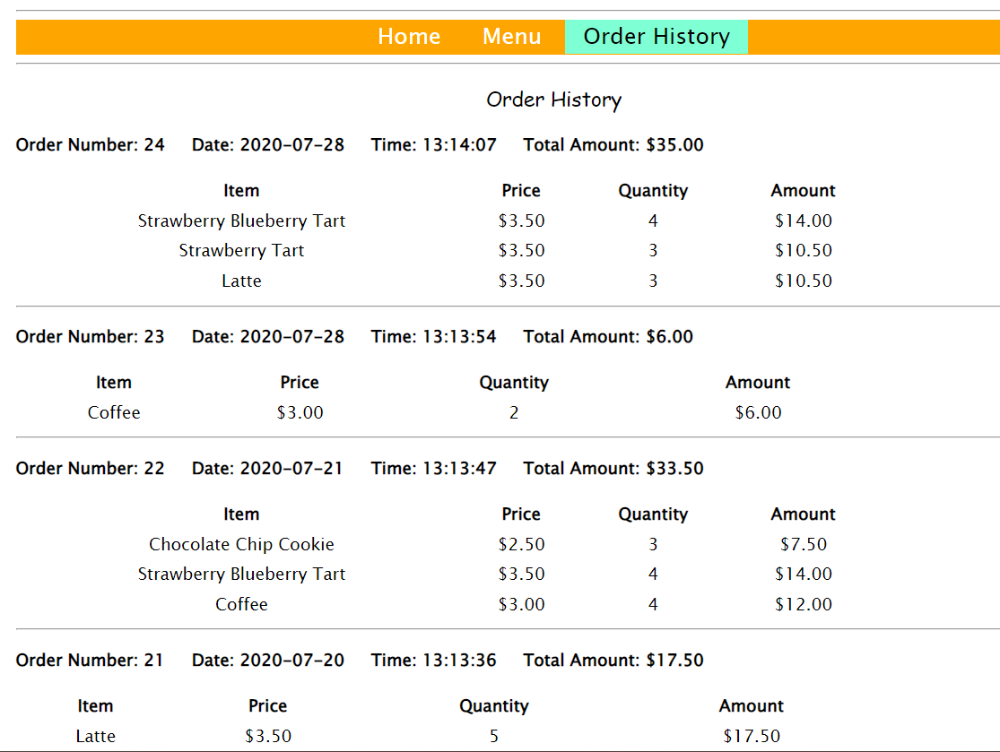 Home Menu Order History
Order History
Order Number: 24 Date: 2020-07-28 Time: 13:14:07 Total Amount: $35.00
Item Price Quantity Amount
Strawberry Blueberry Tart $3.50 4 $14.00
Strawberry Tart $3.50 3 $10.50
Latte $3.50 3 $10.50
Order Number: 23 Date: 2020-07-28 Time: 13:13:54 Total Amount: $6.00
Item Price Quantity Amount
Coffee $3.00 2 $6.00
Order Number: 22 Date: 2020-07-21 Time: 13:13:47 Total Amount: $33.50
Item Price Quantity Amount
Chocolate Chip Cookie $2.50 3 $7.50
Strawberry Blueberry Tart $3.50 4 $14.00
Coffee $3.00 4 $12.00
Order Number: 21 Date: 2020-07-20 Time: 13:13:36 Total Amount: $17.50
Item Price Quantity Amount
Latte $3.50 5 $17.50